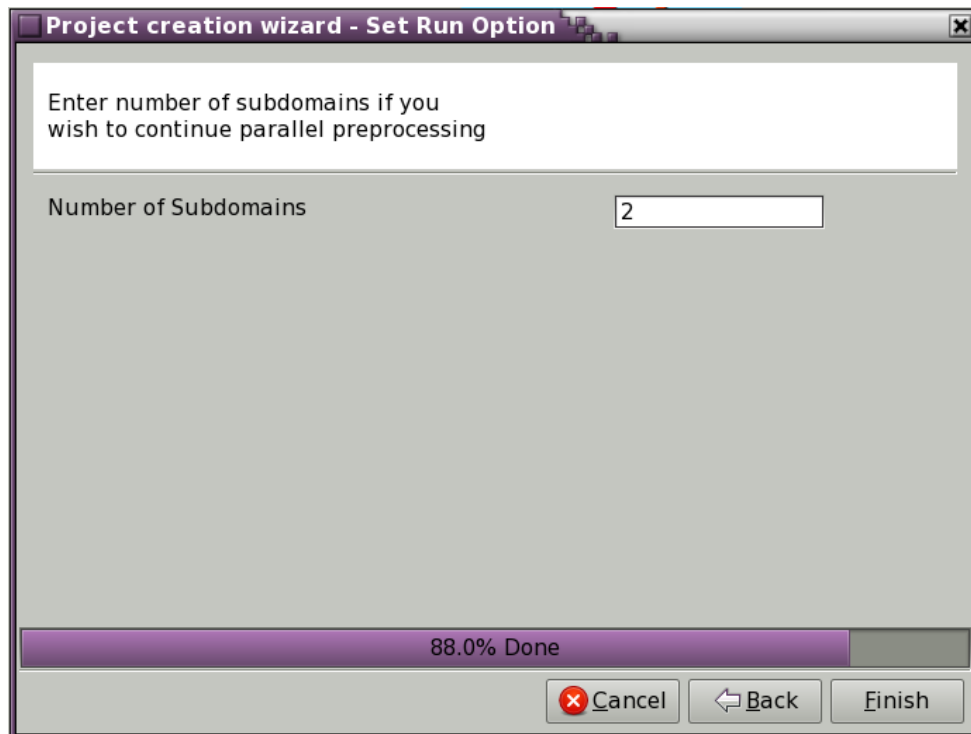 Project creation wizard - Set Run Option
Enter number of subdomains if you
wish to continue parallel preprocessing
Number of Subdomains
2
88.0% Done
Cancel
Back
Finish